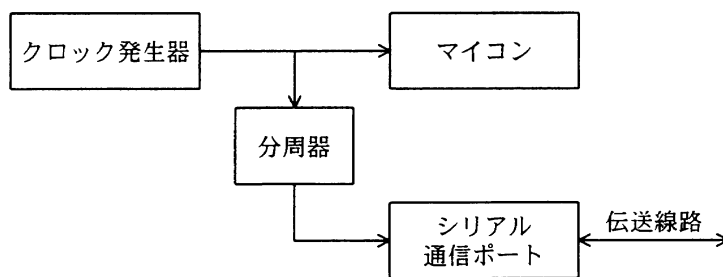 クロック発生器
マイコン
分周器
シリアル
通信ポート
伝送線路